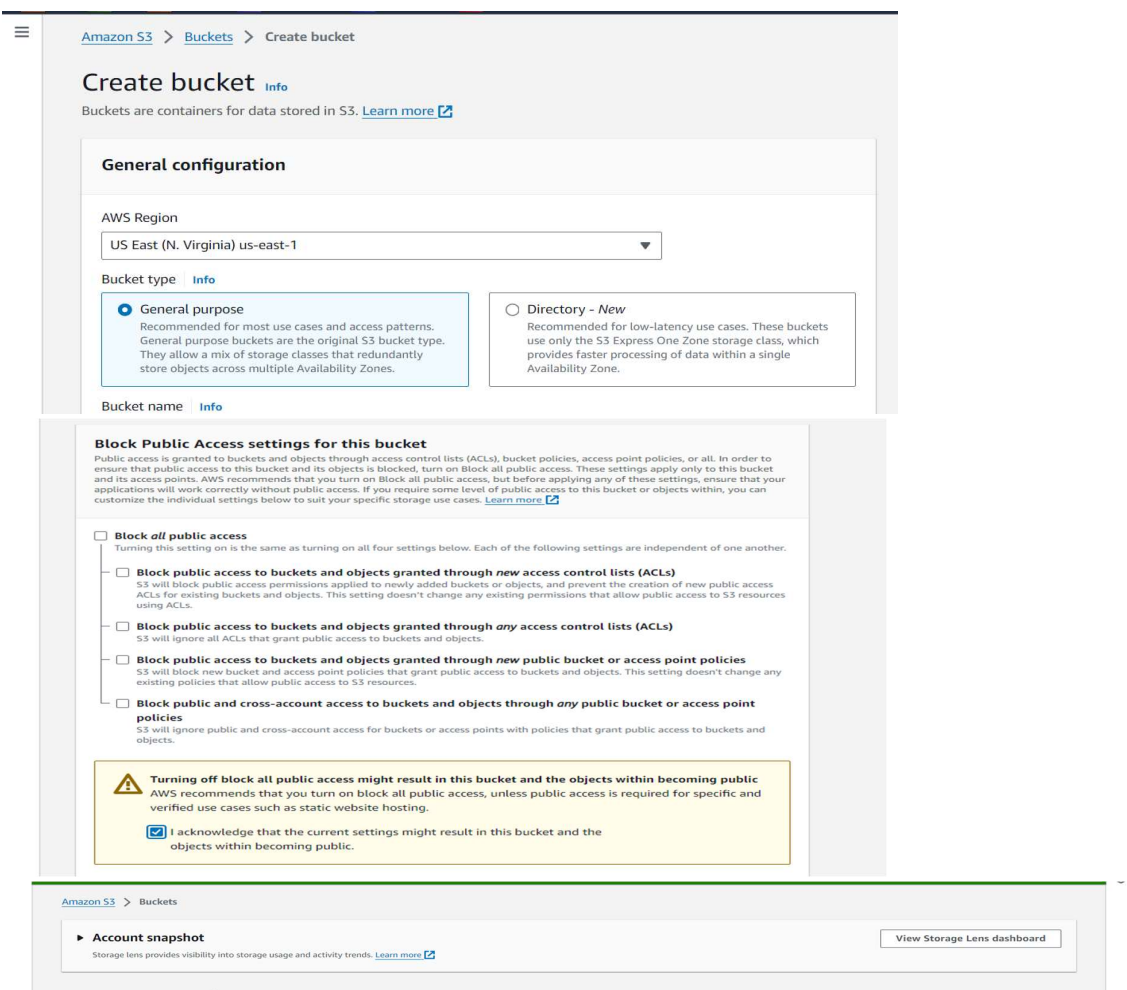 Amazon S3 > Buckets > Create bucket
Create bucket Info
Buckets are containers for data stored in S3. Learn more
General configuration
AWS Region
US East (N. Virginia) us-east-1
Bucket type Info
General purpose
Recommended for most use cases and access patterns.
General purpose buckets are the original S3 bucket type.
They allow a mix of storage classes that redundantly
store objects across multiple Availability Zones.
Directory - New
Recommended for low-latency use cases. These buckets
use only the S3 Express One Zone storage class, which
provides faster processing of data within a single
Availability Zone.
Bucket name Info
Block Public Access settings for this bucket
Public access is granted to buckets and objects through access control lists (ACLs), bucket policies, access point policies, or all. In order to
ensure that public access to this bucket and its objects is blocked, turn on Block all public access. These settings apply only to this bucket
and its access points. AWS recommends that you turn on Block all public access, but before applying any of these settings, ensure that your
applications will work correctly without public access. If you require some level of public access to this bucket or objects within, you can
customize the individual settings below to suit your specific storage use cases. Learn more
Block all public access
Turning this setting on is the same as turning on all four settings below. Each of the following settings are independent of one another.
Block public access to buckets and objects granted through new access control lists (ACLs)
S3 will block public access permissions applied to newly added buckets or objects, and prevent the creation of new public access
ACLs for existing buckets and objects. This setting doesn't change any existing permissions that allow public access to S3 resources
using ACLs.
Block public access to buckets and objects granted through any access control lists (ACLs)
S3 will ignore all ACLs that grant public access to buckets and objects.
Block public access to buckets and objects granted through new public bucket or access point policies
S3 will block new bucket and access point policies that grant public access to buckets and objects. This setting doesn't change any
existing policies that allow public access to S3 resources.
Block public and cross-account access to buckets and objects through any public bucket or access point
policies
S3 will ignore public and cross-account access for buckets or access points with policies that grant public access to buckets and
objects.
Turning off block all public access might result in this bucket and the objects within becoming public
AWS recommends that you turn on block all public access, unless public access is required for specific and
verified use cases such as static website hosting.
I acknowledge that the current settings might result in this bucket and the
objects within becoming public.
Amazon S3 > Buckets
Account snapshot
Storage lens provides visibility into storage usage and activity trends. Learn more
View Storage Lens dashboard